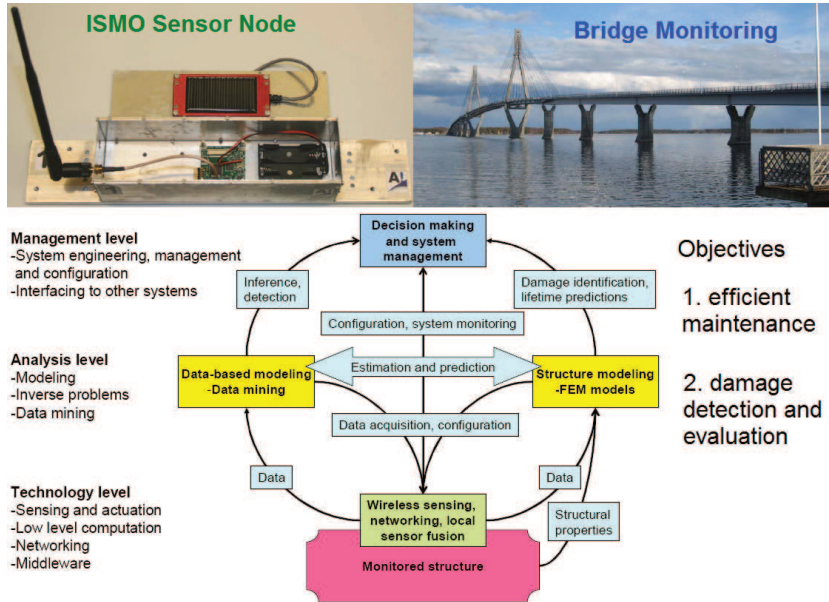 ISMO Sensor Node
Bridge Monitoring
Management level
-System engineering, management
and configuration
-Interfacing to other systems
Decision making
and system
management
Objectives
1. efficient
maintenance
2. damage
detection and
evaluation
Inference,
detection
Damage identification,
lifetime predictions
Configuration, system monitoring
Analysis level
-Modeling
-Inverse problems
-Data mining
Data-based modeling
-Data mining
Estimation and prediction
Structure modeling
-FEM models
Data acquisition, configuration
Technology level
-Sensing and actuation
-Low level computation
-Networking
-Middleware
Data
Data
Wireless sensing,
networking, local
sensor fusion
Structural
properties
Monitored structure